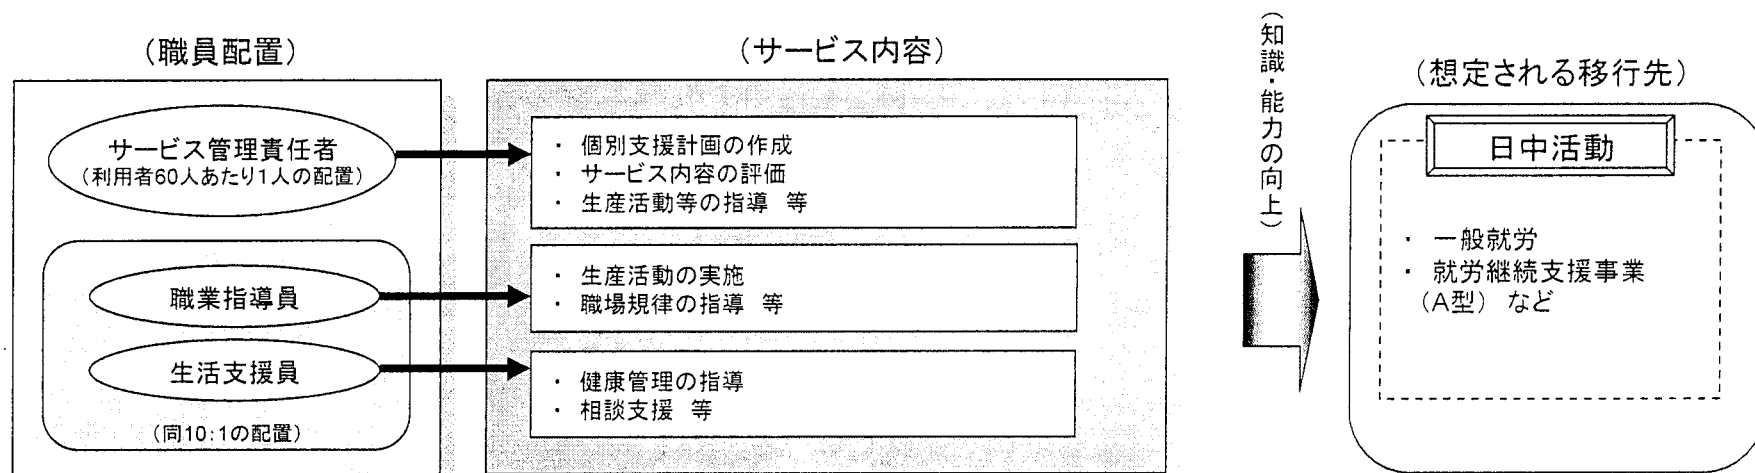 （職員配置）
サービス管理責任者
（利用者60人あたり1人の配置）
職業指導員
生活支援員
（同10：1の配置）
（サービス内容）
・ 個別支援計画の作成
・ サービス内容の評価
・ 生産活動等の指導 等
・ 生産活動の実施
・ 職場規律の指導 等
・ 健康管理の指導
・ 相談支援 等
（知識・能力の向上）
（想定される移行先）
日中活動
・ 一般就労
・ 就労継続支援事業
（A型） など